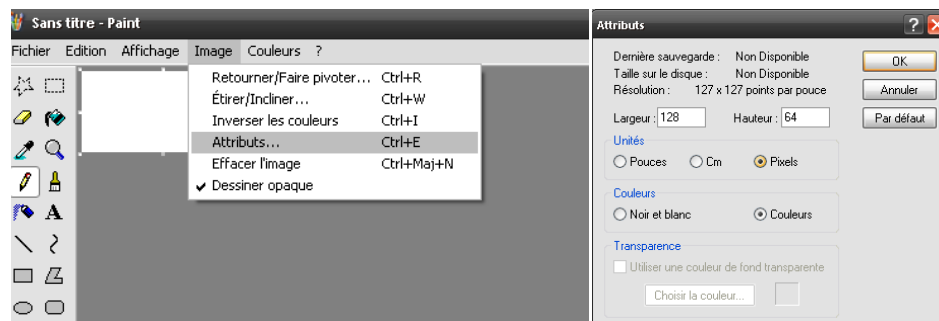 Sans titre - Paint
Fichier Edition Affichage Image Couleurs ?
Retourner/Faire pivoter... Ctrl+R
Étirer/Incliner... Ctrl+W
Inverser les couleurs Ctrl+I
Attributs... Ctrl+E
Effacer l'image Ctrl+Maj+N
Dessiner opaque
A
Attributs ?
Dernière sauvegarde : Non Disponible
Taille sur le disque : Non Disponible
Résolution : 127 x 127 points par pouce
Largeur : 128 Hauteur : 64
Unités
Pouces Cm Pixels
Couleurs
Noir et blanc Couleurs
Transparence
Utiliser une couleur de fond transparente
Choisir la couleur...
OK
Annuler
Par défaut